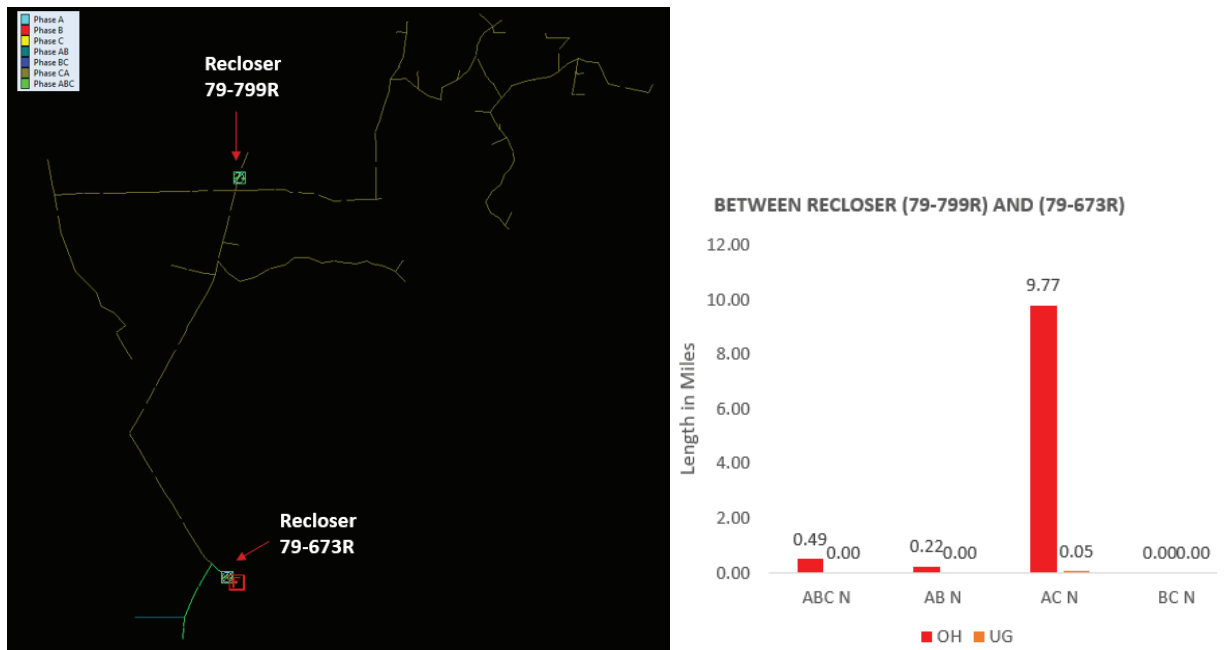 Phase A
Phase B
Phase C
Phase AB
Phase BC
Phase CA
Phase ABC
Recloser
79-799R
Recloser
79-673R
BETWEEN RECLOSER (79-799R) AND (79-673R)
Length in Miles
12.00
10.00
8.00
6.00
4.00
2.00
0.00
0.49
0.00
0.22
0.00
9.77
0.05
0.00
0.00
ABC N
AB N
AC N
BC N
OH
UG